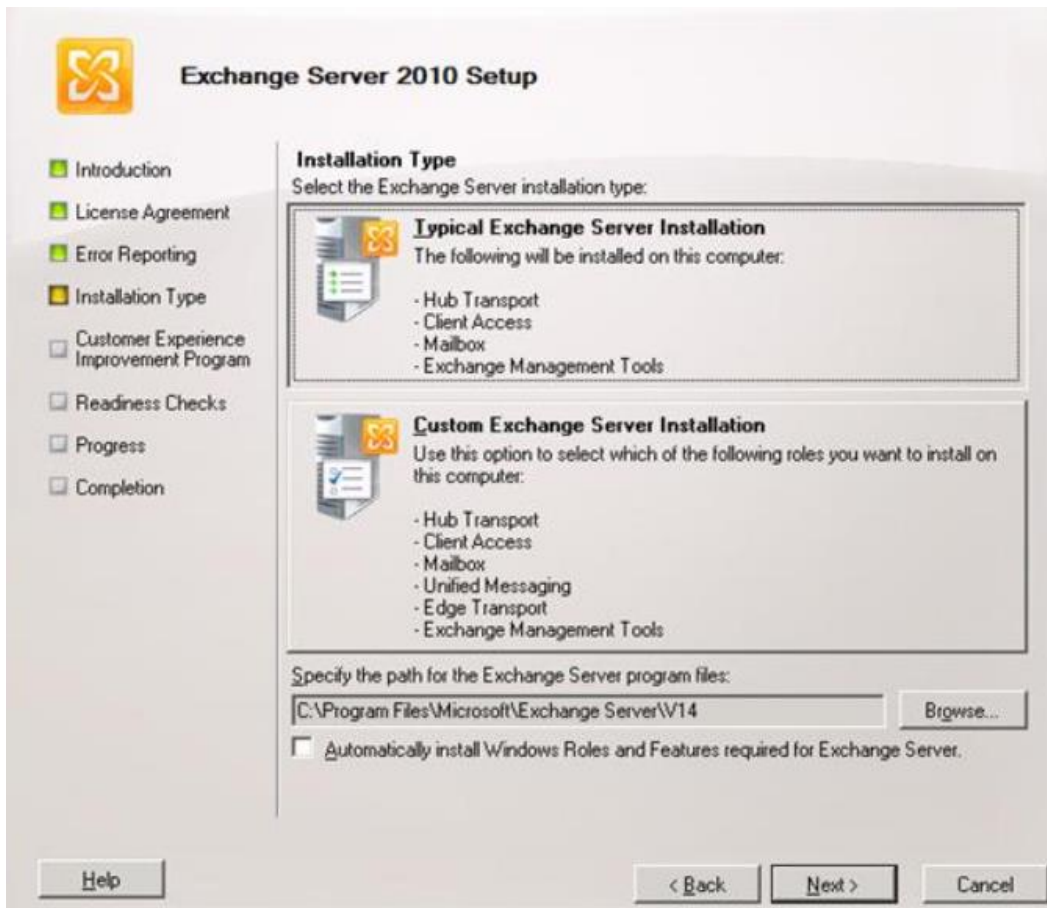 Exchange Server 2010 Setup
Introduction
License Agreement
Error Reporting
Installation Type
Customer Experience
Improvement Program
Readiness Checks
Progress
Completion
Installation Type
Select the Exchange Server installation type:
Typical Exchange Server Installation
The following will be installed on this computer:
- Hub Transport
- Client Access
- Mailbox
- Exchange Management Tools
Custom Exchange Server Installation
Use this option to select which of the following roles you want to install on
this computer:
- Hub Transport
- Client Access
- Mailbox
- Unified Messaging
- Edge Transport
- Exchange Management Tools
Specify the path for the Exchange Server program files:
C:\Program Files\Microsoft\Exchange Server\V14
Browse...
Automatically install Windows Roles and Features required for Exchange Server.
Help
< Back
Next >
Cancel